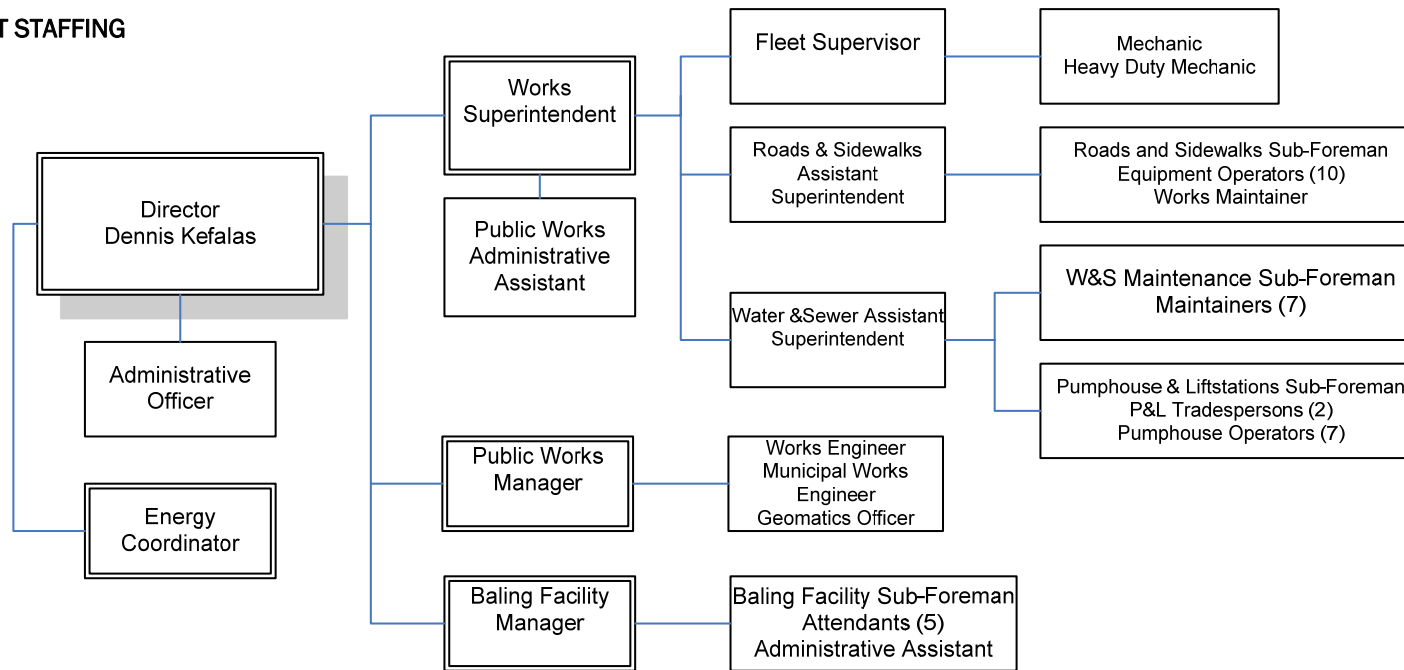 T STAFFING
Director
Dennis Kefalas
Administrative
Officer
Energy
Coordinator
Works
Superintendent
Public Works
Administrative
Assistant
Public Works
Manager
Baling Facility
Manager
Fleet Supervisor
Roads & Sidewalks
Assistant
Superintendent
Water &Sewer Assistant
Superintendent
Works Engineer
Municipal Works
Engineer
Geomatics Officer
Baling Facility Sub-Foreman
Attendants (5)
Administrative Assistant
Mechanic
Heavy Duty Mechanic
Roads and Sidewalks Sub-Foreman
Equipment Operators (10)
Works Maintainer
W&S Maintenance Sub-Foreman
Maintainers (7)
Pumphouse & Liftstations Sub-Foreman
P&L Tradespersons (2)
Pumphouse Operators (7)